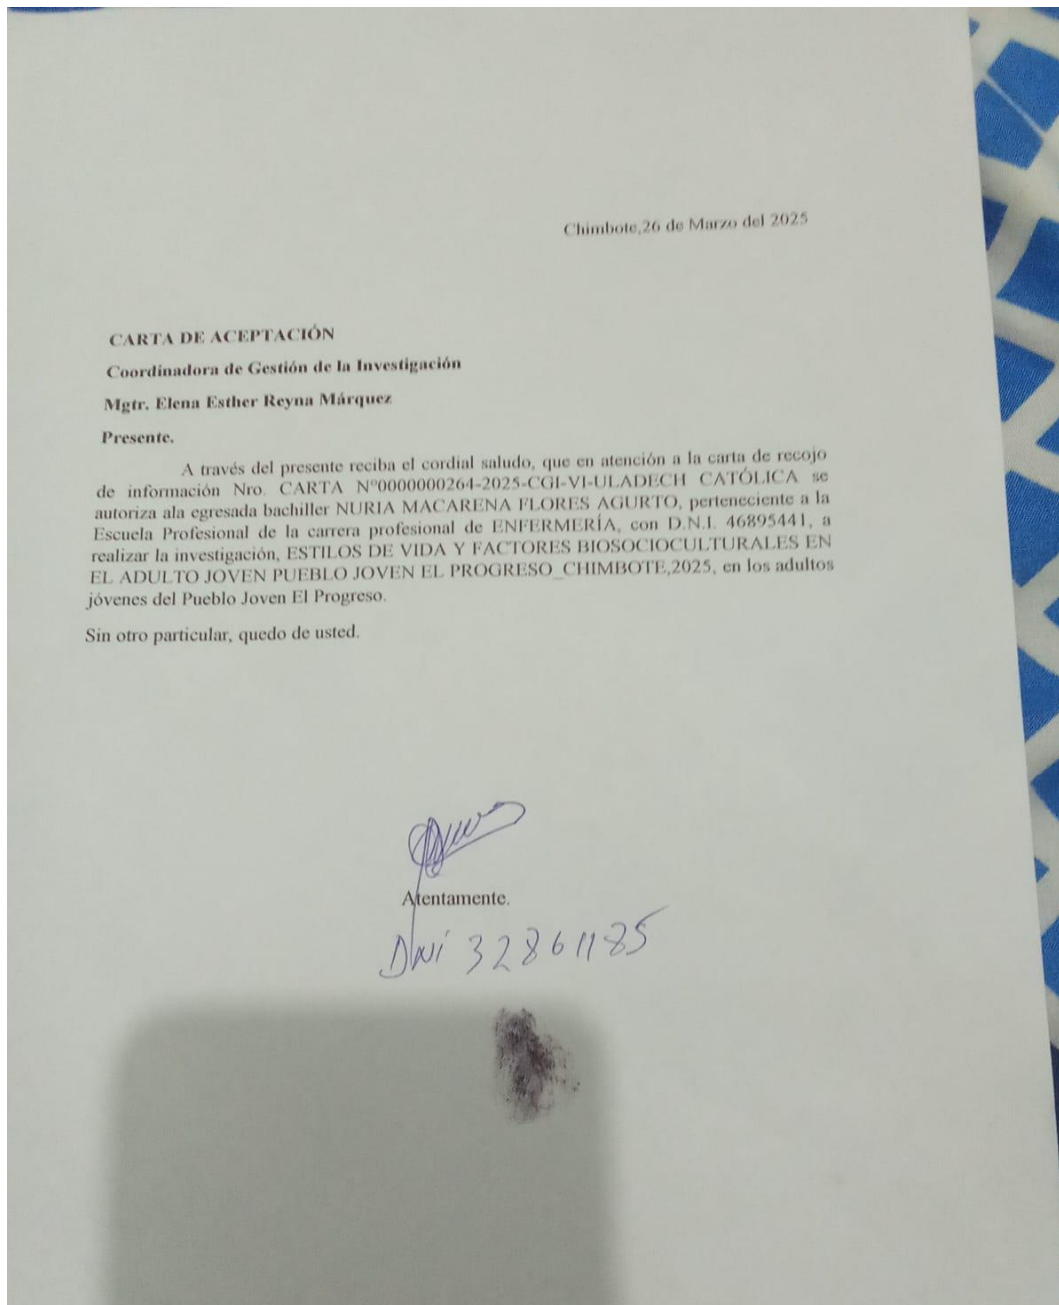 Chimbote,26 de Marzo del 2025
CARTA DE ACEPTACIÓN
Coordinadora de Gestión de la Investigación
Mgtr. Elena Esther Reyna Márquez
Presente.
A través del presente reciba el cordial saludo, que en atención a la carta de recojo
de información Nro. CARTA N°0000000264-2025-CGI-VI-ULADECH CATÓLICA se
autoriza ala egresada bachiller NURIA MACARENA FLORES AGURTO, perteneciente a la
Escuela Profesional de la carrera profesional de ENFERMERÍA, con D.N.I. 46895441, a
realizar la investigación, ESTILOS DE VIDA Y FACTORES BIOSOCIOCULTURALES EN
EL ADULTO JOVEN PUEBLO JOVEN EL PROGRESO_CHIMBOTE,2025, en los adultos
jóvenes del Pueblo Joven El Progreso.
Sin otro particular, quedo de usted.
Atentamente.
DNI 32861185